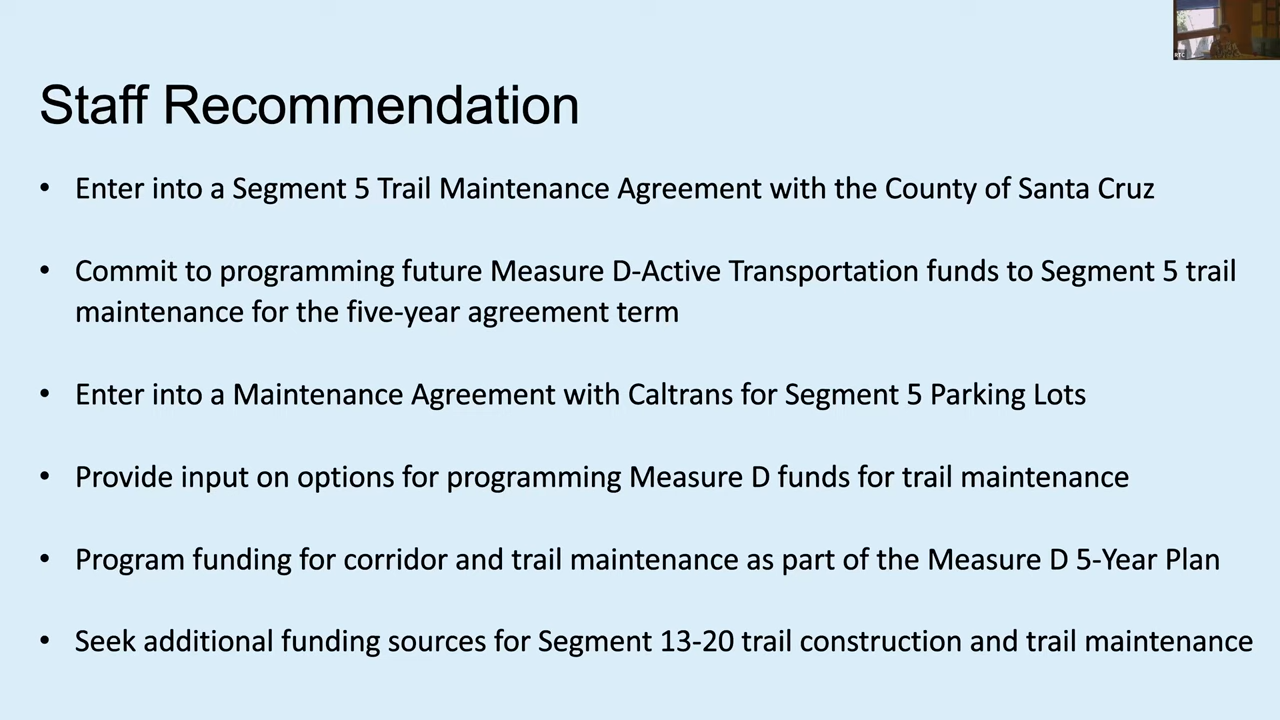 Staff Recommendation
• Enter into a Segment 5 Trail Maintenance Agreement with the County of Santa Cruz
• Commit to programming future Measure D-Active Transportation funds to Segment 5 trail
maintenance for the five-year agreement term
• Enter into a Maintenance Agreement with Caltrans for Segment 5 Parking Lots
• Provide input on options for programming Measure D funds for trail maintenance
• Program funding for corridor and trail maintenance as part of the Measure D 5-Year Plan
• Seek additional funding sources for Segment 13-20 trail construction and trail maintenance
RTC